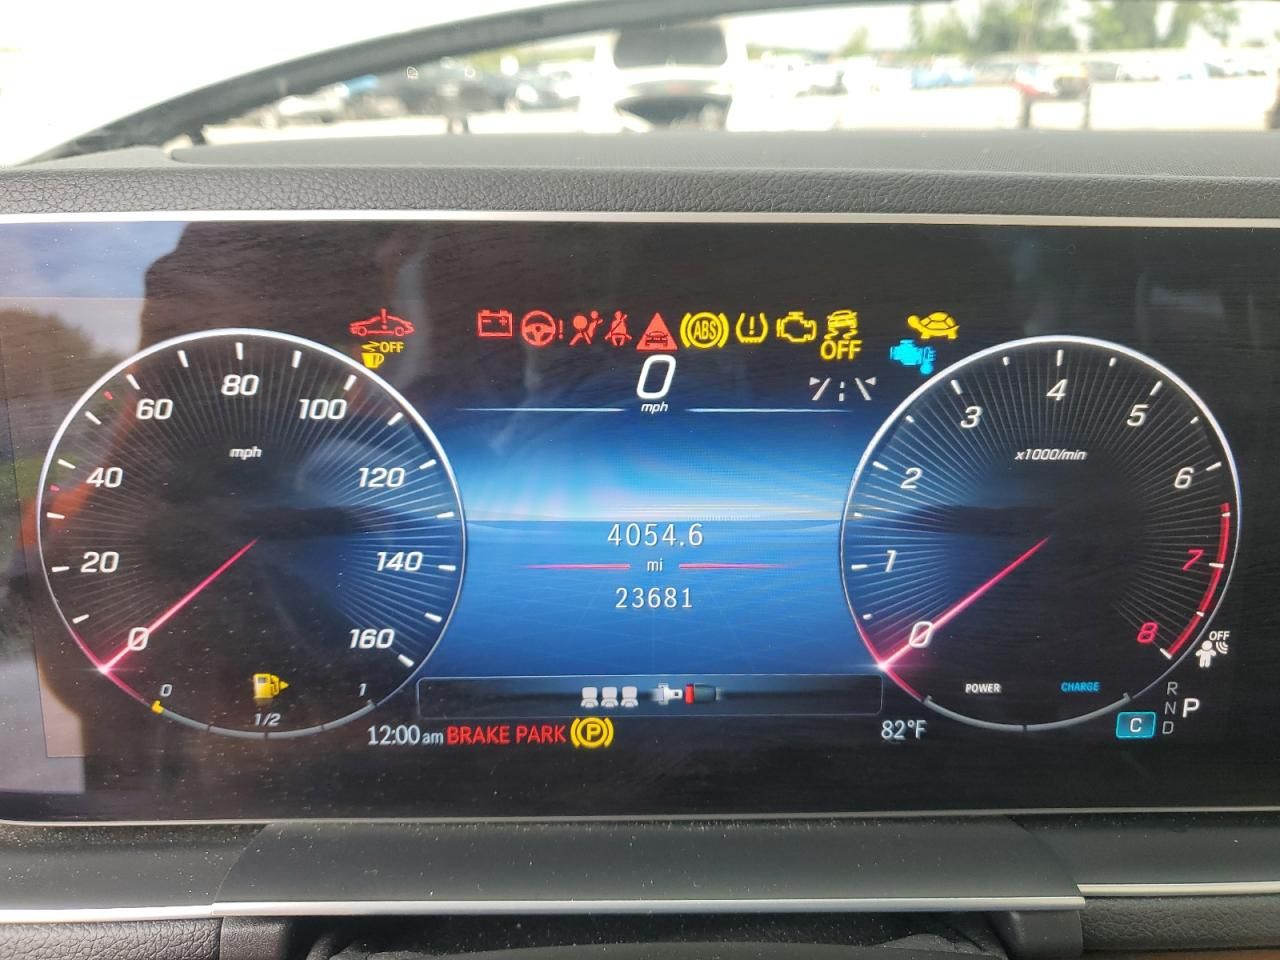 OFF
ABS
OFF
0
mph
80
60
100
mph
40
120
20
140
0
160
0
1/2
1
4054.6
mi
23681
4
3
5
x1000/min
2
6
1
7
0
8
POWER
CHARGE
OFF
R
N P
D
C
12:00am BRAKE PARK P
82°F